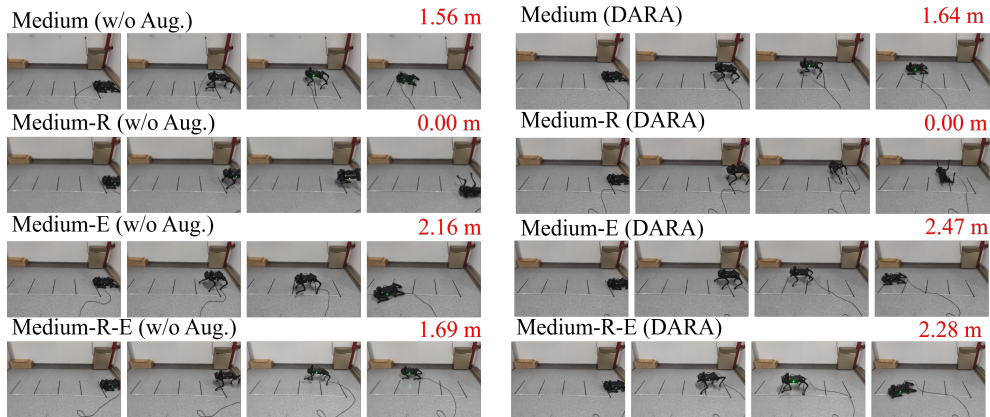 Medium (w/o Aug.) 1.56 m
Medium (DARA) 1.64 m
Medium-R (w/o Aug.) 0.00 m
Medium-R (DARA) 0.00 m
Medium-E (w/o Aug.) 2.16 m
Medium-E (DARA) 2.47 m
Medium-R-E (w/o Aug.) 1.69 m
Medium-R-E (DARA) 2.28 m